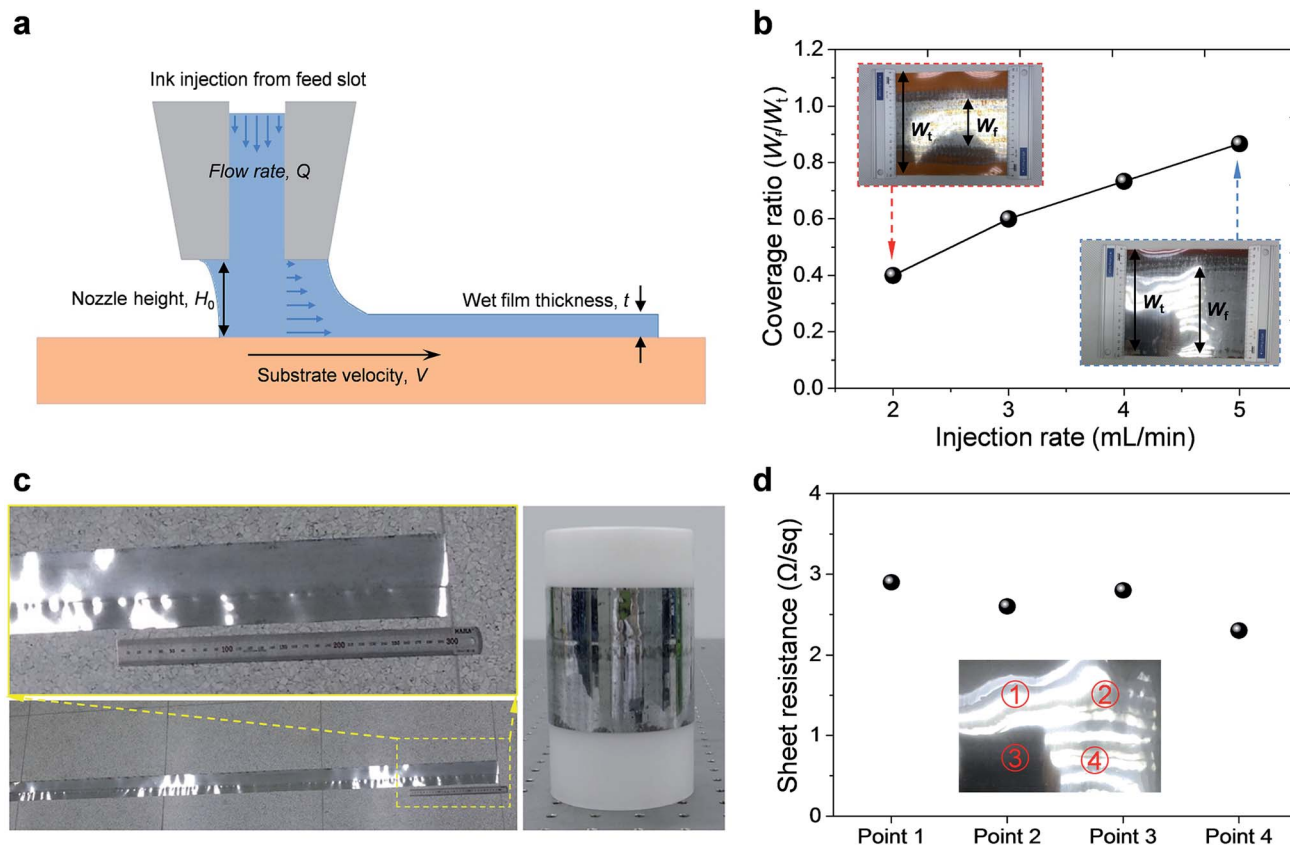 a
Ink injection from feed slot
Flow rate, Q
Nozzle height, H₀
Wet film thickness, t
Substrate velocity, V
b
Coverage ratio (Wf/Wt)
1.2
1.0
0.8
0.6
0.4
0.2
0.0
Wt
Wf
Wt
Wf
2
3
4
5
Injection rate (mL/min)
c
100
200
300
d
Sheet resistance (Ω/sq)
4
3
2
1
0
①
②
③
④
Point 1
Point 2
Point 3
Point 4